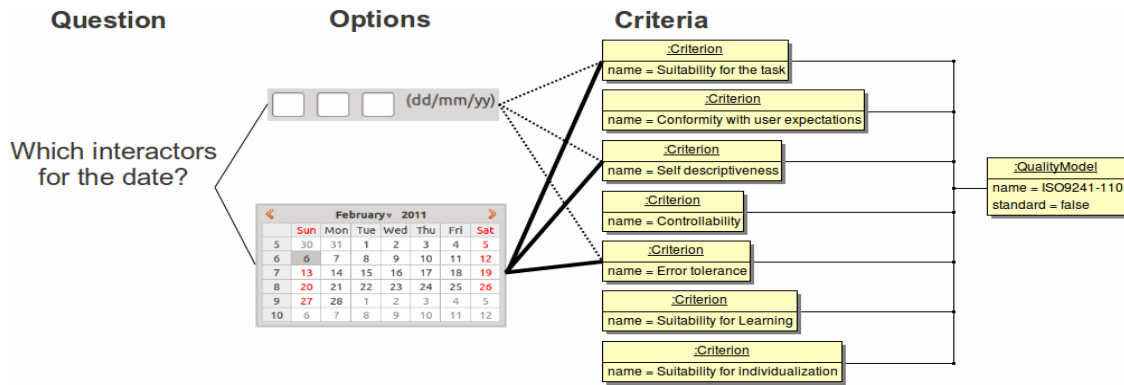 Question
Options
Criteria
Which interactors
for the date?
(dd/mm/yy)
February 2011
Sun Mon Tue Wed Thu Fri Sat
5 30 31 1 2 3 4 5
6 6 7 8 9 10 11 12
7 13 14 15 16 17 18 19
8 20 21 22 23 24 25 26
9 27 28 1 2 3 4 5
10 6 7 8 9 10 11 12
:Criterion
name = Suitability for the task
:Criterion
name = Conformity with user expectations
:Criterion
name = Self descriptiveness
:Criterion
name = Controllability
:Criterion
name = Error tolerance
:Criterion
name = Suitability for Learning
:Criterion
name = Suitability for individualization
:QualityModel
name = ISO9241-110
standard = false